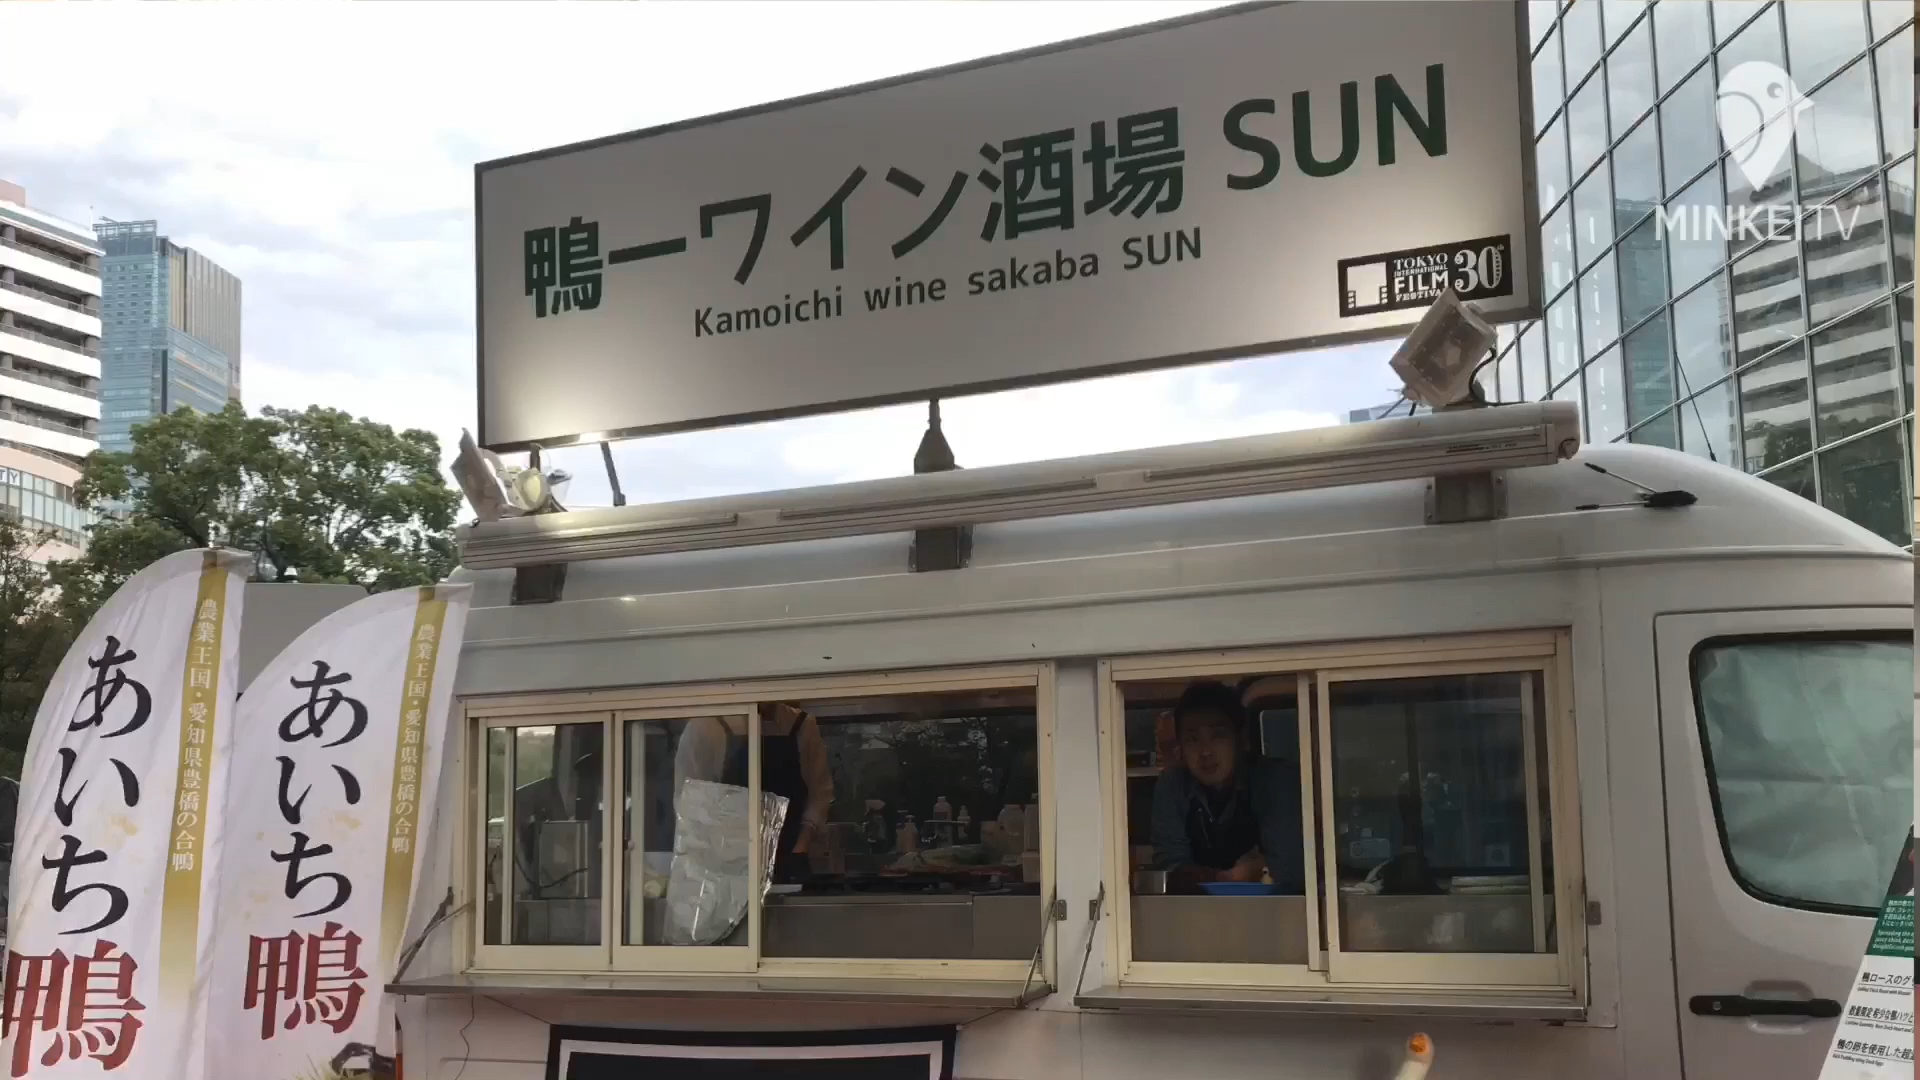 鴨一ワイン酒場 SUN
Kamoichi wine sakaba SUN
TOKYO
INTERNATIONAL
FILM
FESTIVAL
30
MINKEITV
農業王国・愛知県豊橋の合鴨
あいち鴨
農業王国・愛知県豊橋の合鴨
あいち鴨
鴨ロースのグ
鴨の卵を使用した